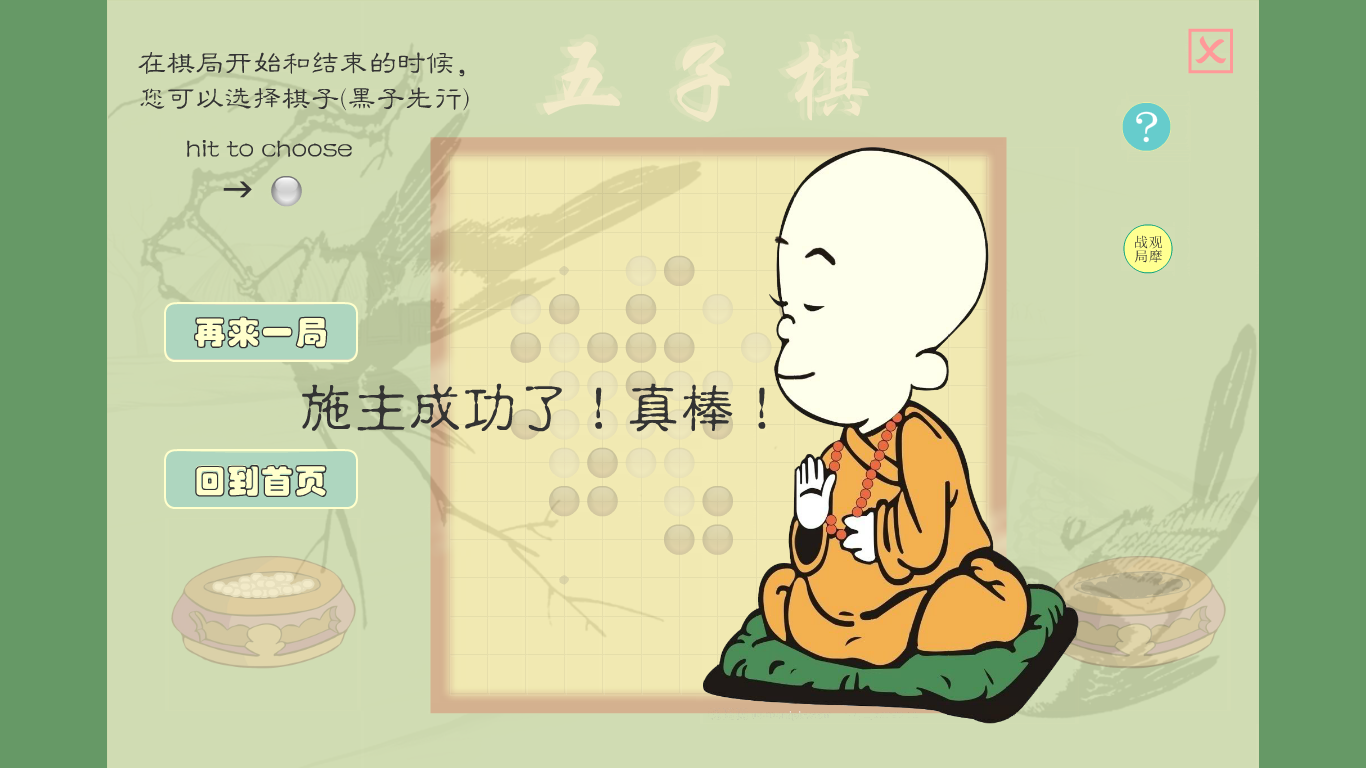 五子棋
在棋局开始和结束的时候，
您可以选择棋子(黑子先行)
hit to choose
→
?
战观
局摩
再来一局
施主成功了！真棒！
回到首页